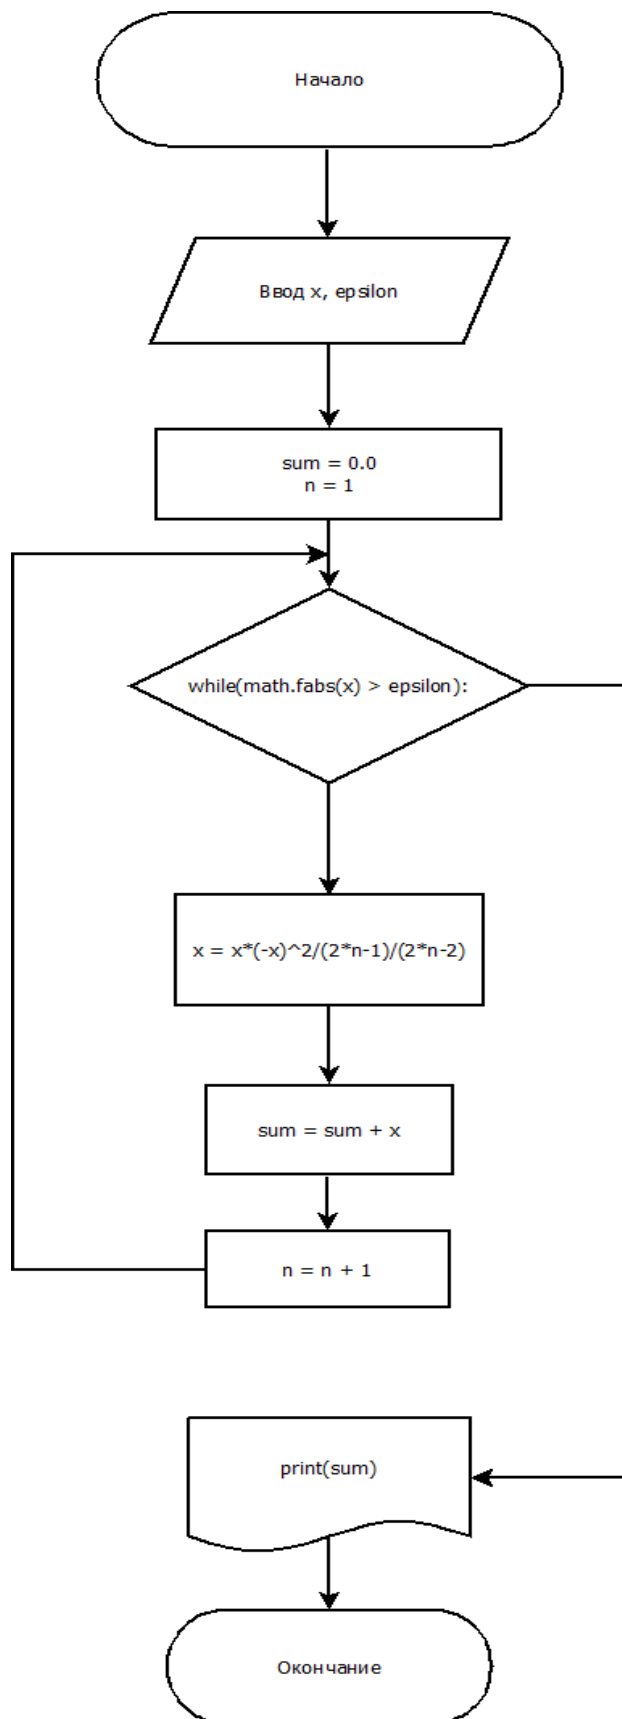 Начало
Ввод x, epsilon
sum = 0.0
n = 1
while(math.fabs(x) > epsilon):
x = x*(-x)^2/(2*n-1)/(2*n-2)
sum = sum + x
n = n + 1
print(sum)
Окончание